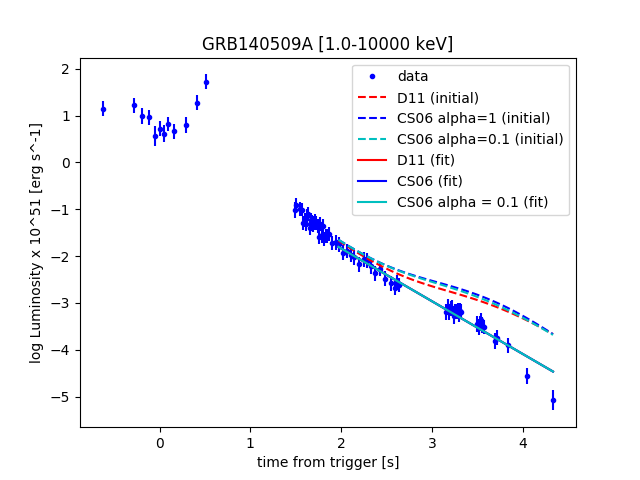 GRB140509A [1.0-10000 keV]
data
D11 (initial)
CS06 alpha=1 (initial)
CS06 alpha=0.1 (initial)
D11 (fit)
CS06 (fit)
CS06 alpha = 0.1 (fit)
log Luminosity x 10^51 [erg s^-1]
2
1
0
−1
−2
−3
−4
−5
0 1 2 3 4
time from trigger [s]